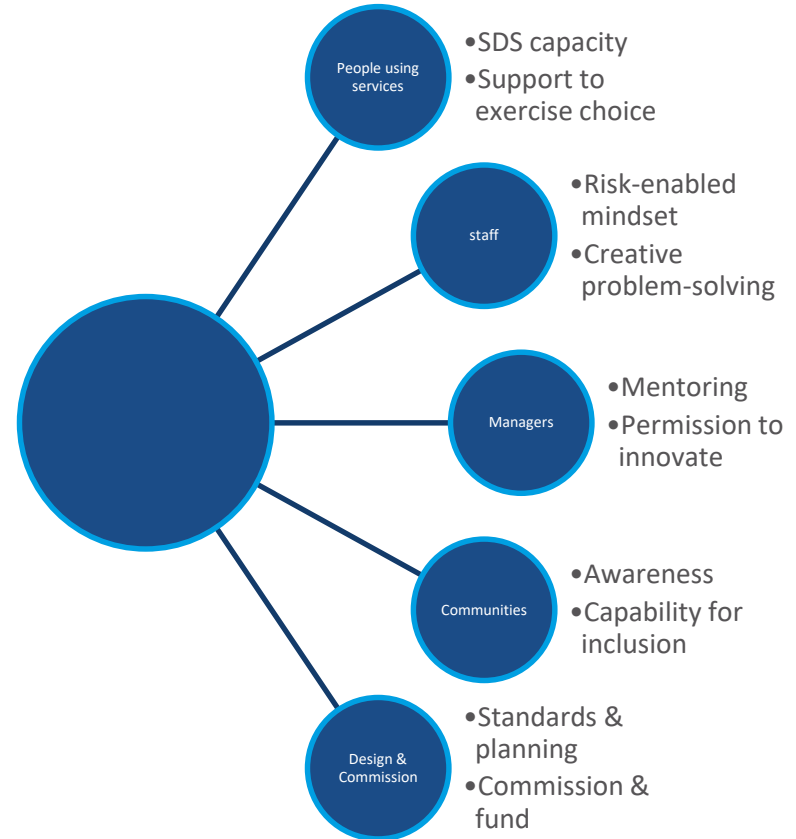 People using
services
•SDS capacity
•Support to
exercise choice
staff
•Risk-enabled
mindset
•Creative
problem-solving
Managers
•Mentoring
•Permission to
innovate
Communities
•Awareness
•Capability for
inclusion
Design &
Commission
•Standards &
planning
•Commission &
fund